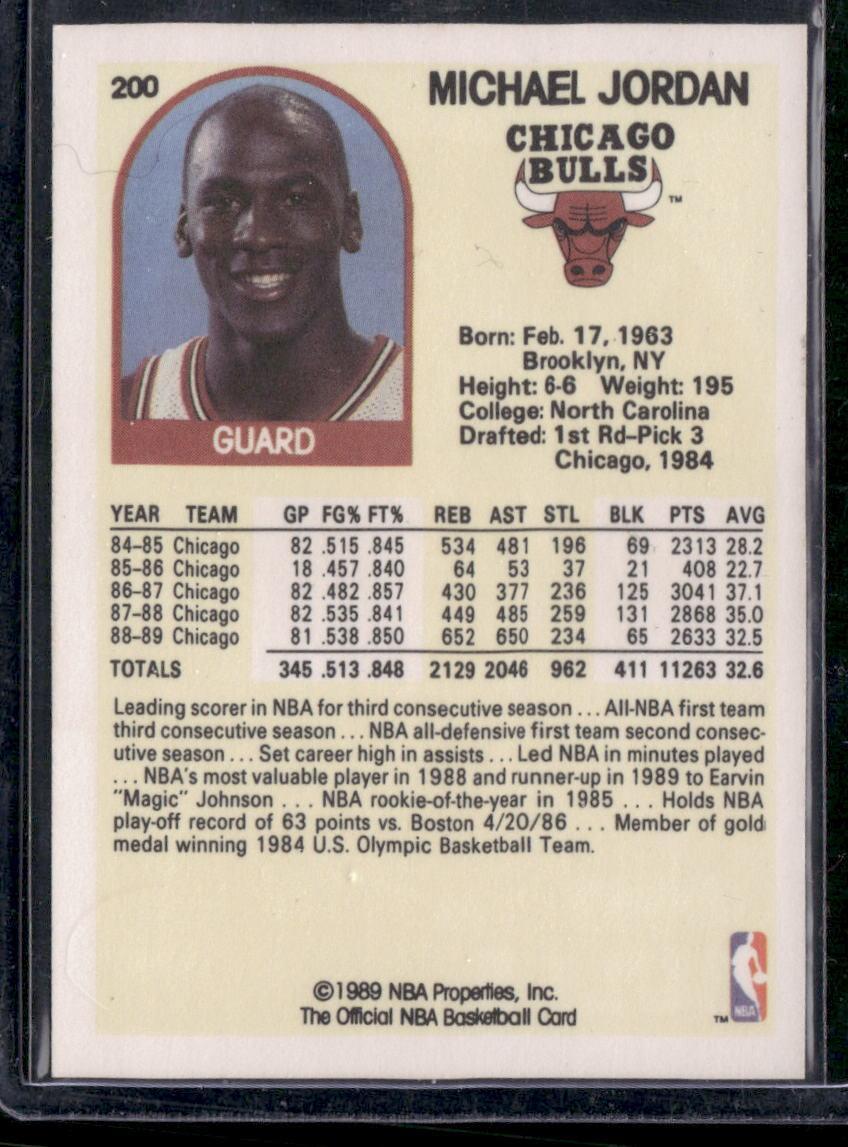 200
MICHAEL JORDAN
CHICAGO
BULLS
™
Born: Feb. 17, 1963
Brooklyn, NY
Height: 6-6 Weight: 195
College: North Carolina
Drafted: 1st Rd–Pick 3
Chicago, 1984
GUARD
YEAR TEAM GP FG% FT% REB AST STL BLK PTS AVG
84–85 Chicago 82 .515 .845 534 481 196 69 2313 28.2
85–86 Chicago 18 .457 .840 64 53 37 21 408 22.7
86–87 Chicago 82 .482 .857 430 377 236 125 3041 37.1
87–88 Chicago 82 .535 .841 449 485 259 131 2868 35.0
88–89 Chicago 81 .538 .850 652 650 234 65 2633 32.5
TOTALS 345 .513 .848 2129 2046 962 411 11263 32.6
Leading scorer in NBA for third consecutive season ... All-NBA first team
third consecutive season ... NBA all-defensive first team second consec-
utive season ... Set career high in assists ... Led NBA in minutes played
... NBA's most valuable player in 1988 and runner-up in 1989 to Earvin
"Magic" Johnson ... NBA rookie-of-the-year in 1985 ... Holds NBA
play-off record of 63 points vs. Boston 4/20/86 ... Member of gold
medal winning 1984 U.S. Olympic Basketball Team.
©1989 NBA Properties, Inc.
The Official NBA Basketball Card
™ NBA